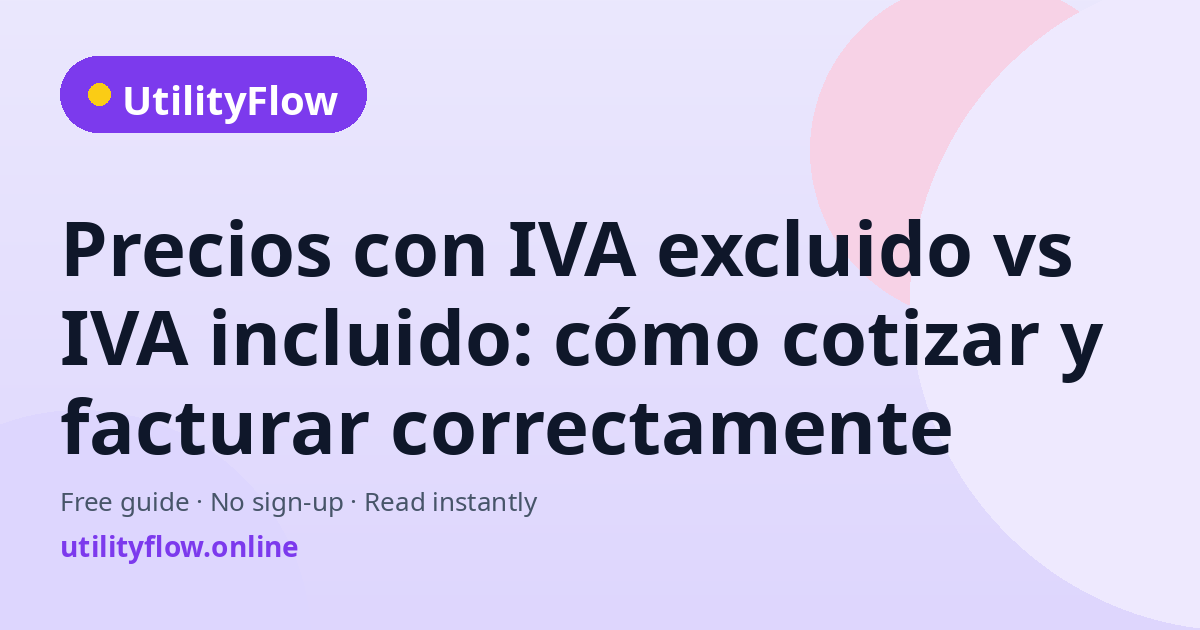 UtilityFlow
Precios con IVA excluido vs
IVA incluido: cómo cotizar y
facturar correctamente
Free guide · No sign-up · Read instantly
utilityflow.online